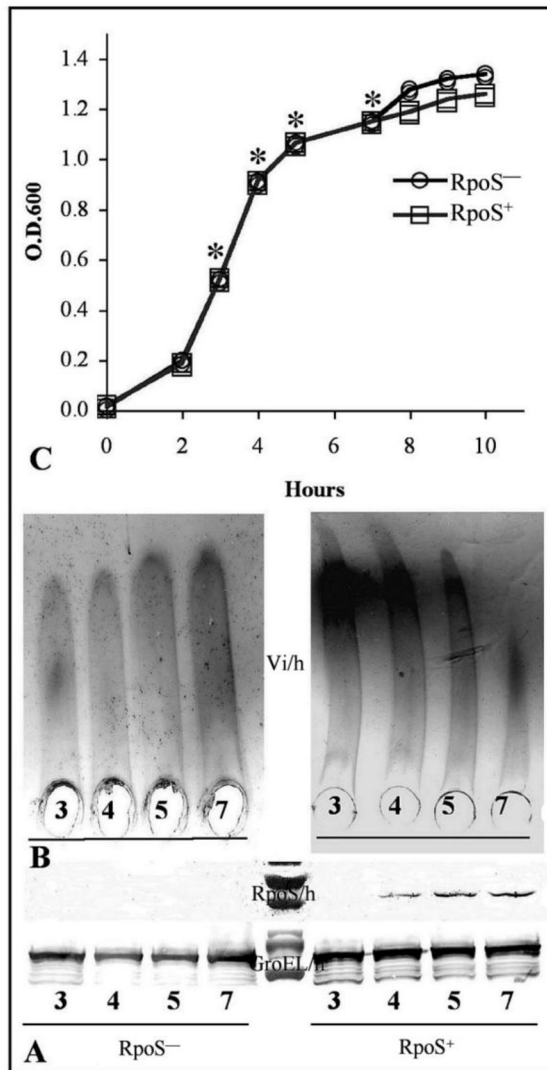 1.4
1.2
1.0
0.8
0.6
0.4
0.2
0.0
O.D.600
* * * *
RpoS—
RpoS+
0 2 4 6 8 10
C
Hours
Vi/h
3 4 5 7
3 4 5 7
B
RpoS/h
GroEL/h
3 4 5 7
3 4 5 7
A
RpoS—
RpoS+